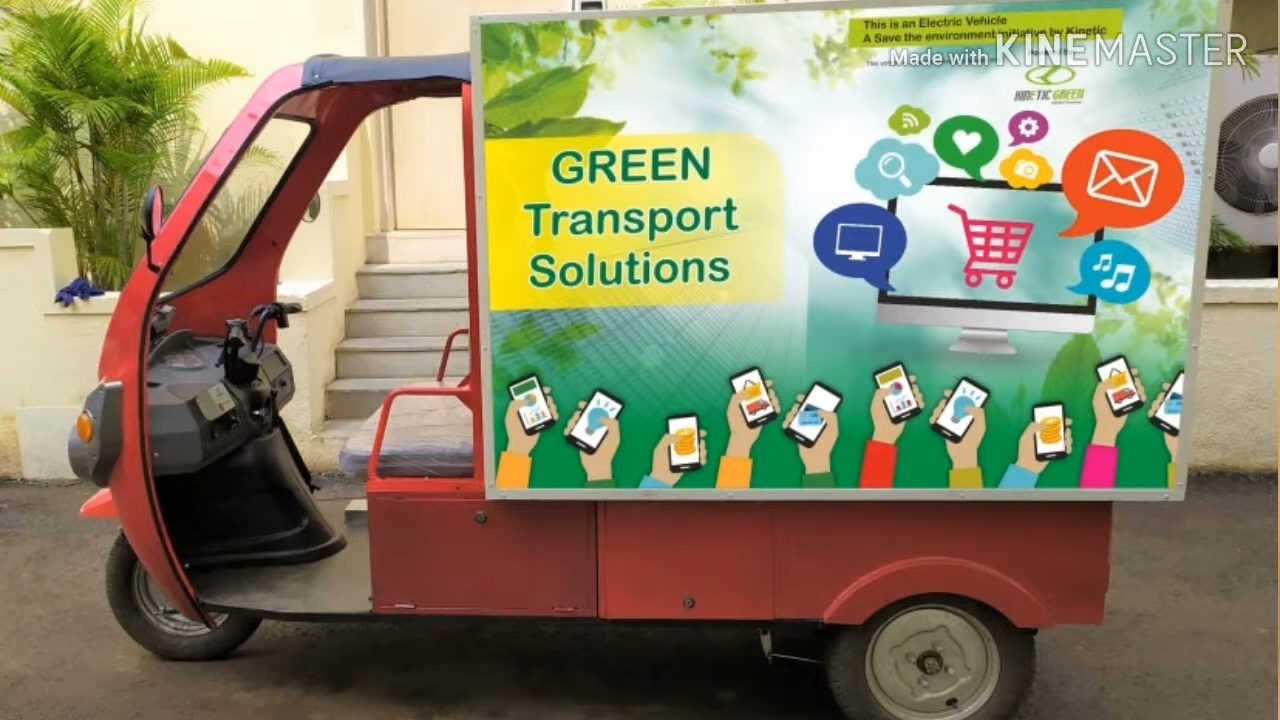 This is an Electric Vehicle
A Save the environment initiative by Kinetic
Made with KINEMASTER
KINETIC GREEN
GREEN
Transport
Solutions